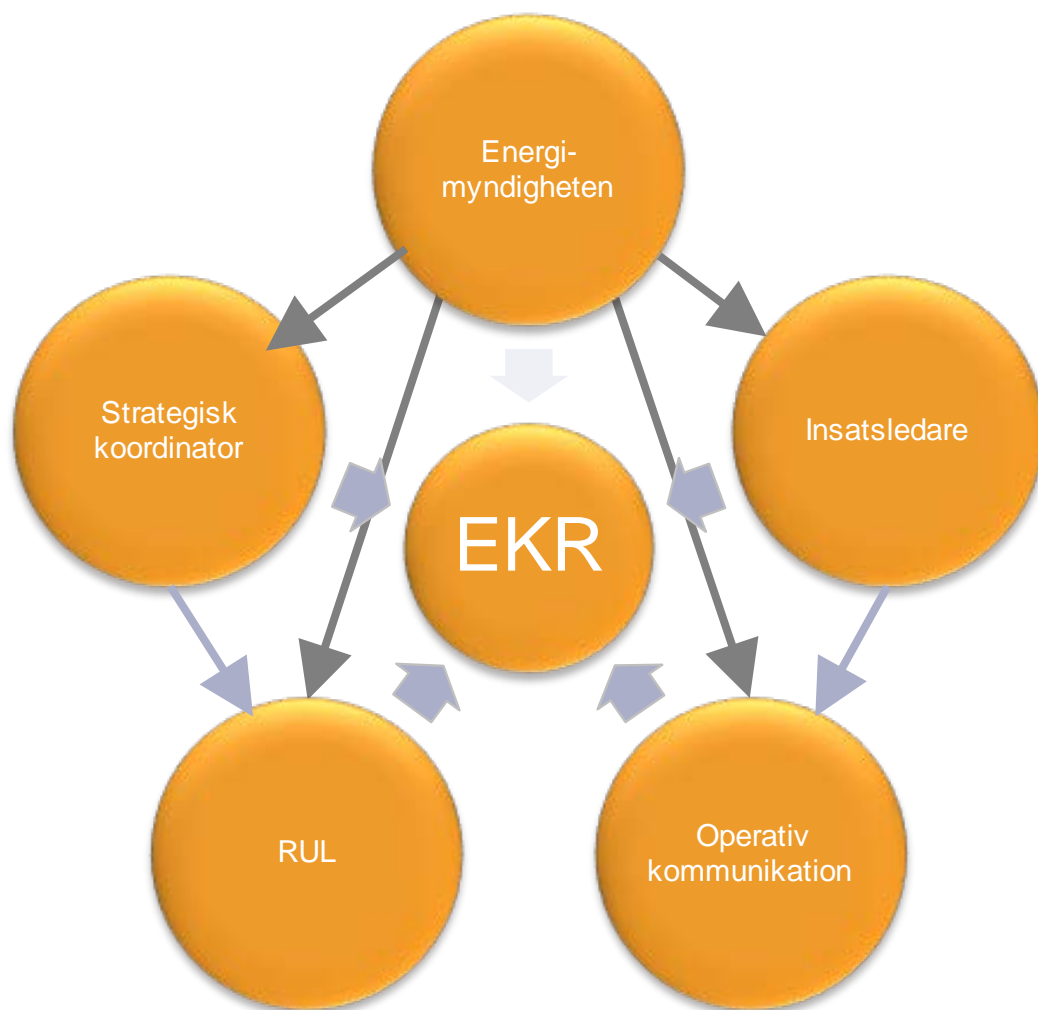 Energi-
myndigheten
Strategisk
koordinator
Insatsledare
EKR
RUL
Operativ
kommunikation